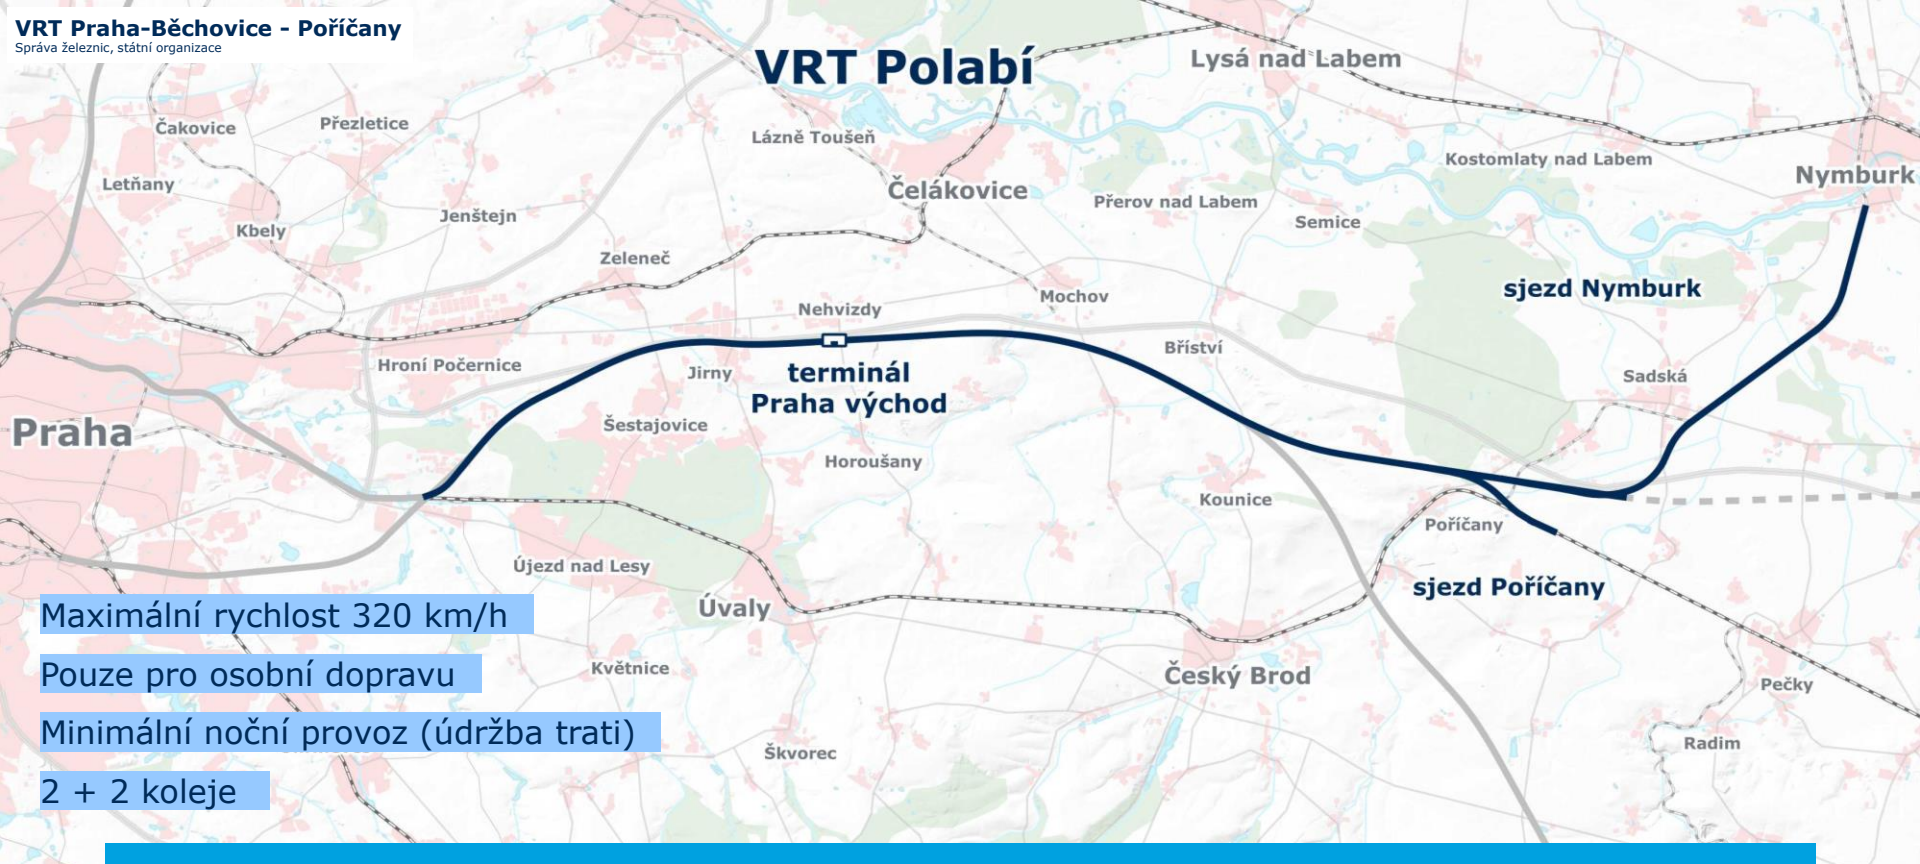 VRT Praha-Běchovice - Poříčany
Správa železnic, státní organizace
VRT Polabí
Lysá nad Labem
Čakovice
Přezletice
Lázně Toušeň
Kostomlaty nad Labem
Letňany
Čelákovice
Přerov nad Labem
Nymburk
Jenštejn
Semice
Kbely
Zeleneč
sjezd Nymburk
Mochov
Nehvizdy
Bříství
Hroní Počernice
Jirny
terminál
Praha východ
Sadská
Praha
Šestajovice
Horoušany
Kounice
Poříčany
Újezd nad Lesy
sjezd Poříčany
Úvaly
Maximální rychlost 320 km/h
Květnice
Český Brod
Pouze pro osobní dopravu
Pečky
Minimální noční provoz (údržba trati)
Škvorec
Radim
2 + 2 koleje